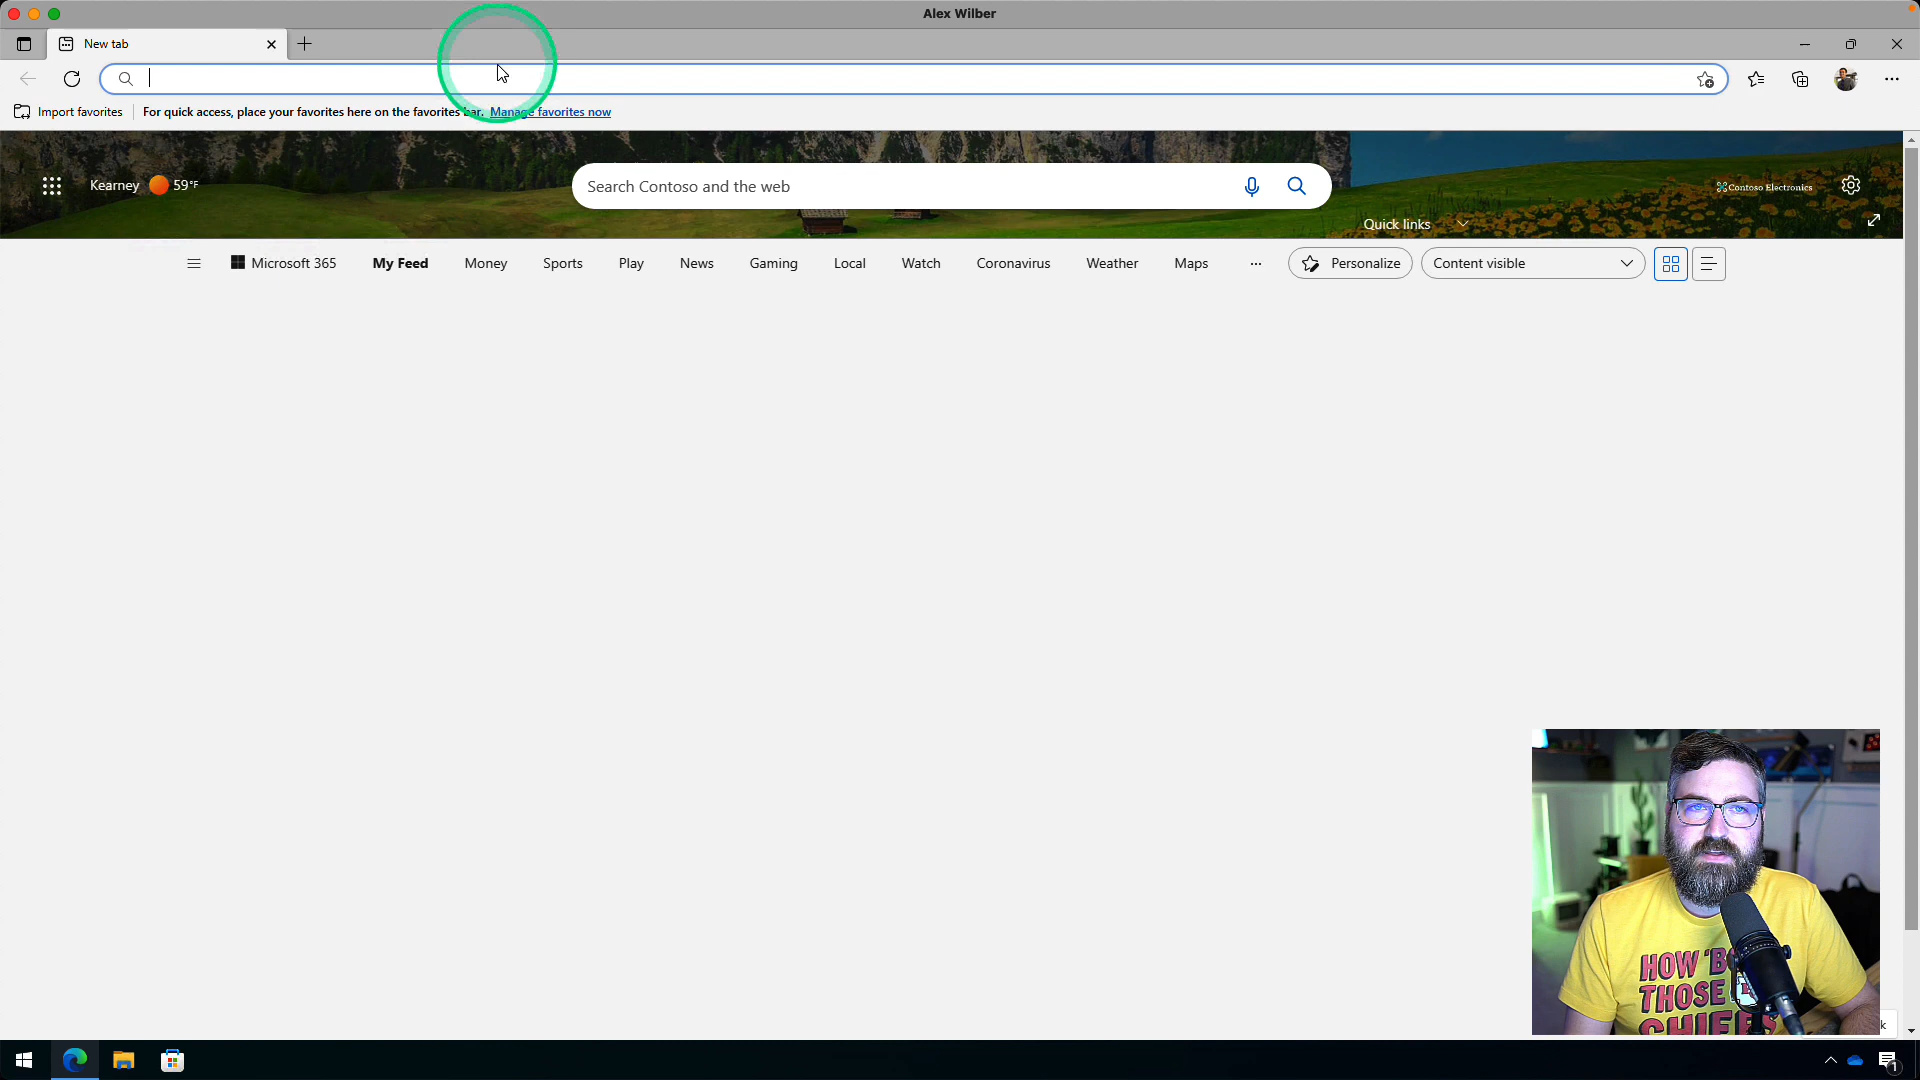 Alex Wilber
New tab
Import favorites
For quick access, place your favorites here on the favorites bar. Manage favorites now
Kearney 59°F
Search Contoso and the web
Contoso Electronics
Quick links
Microsoft 365 My Feed Money Sports Play News Gaming Local Watch Coronavirus Weather Maps ... Personalize Content visible
HOW 'B
THOSE
CHIEFS
k
1